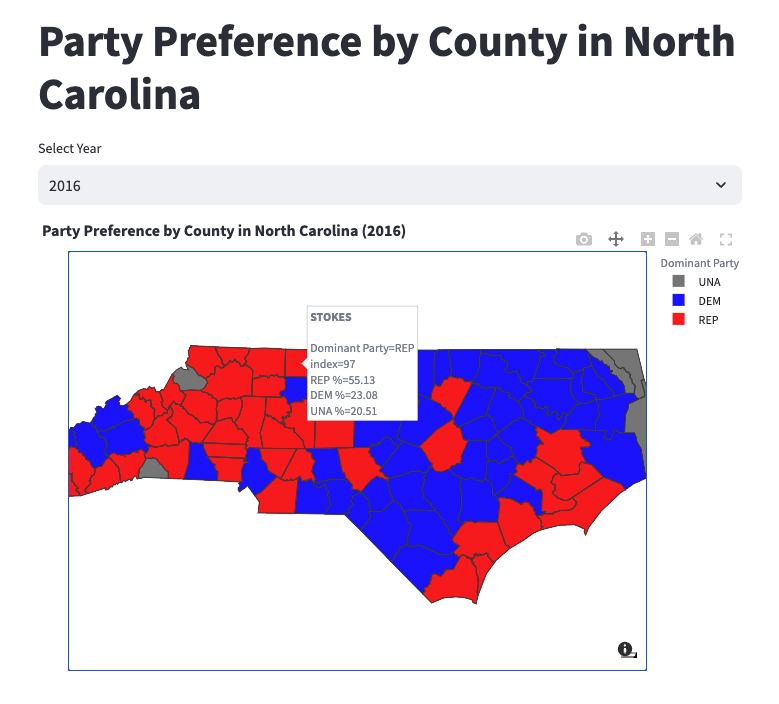 Party Preference by County in North
Carolina
Select Year
2016
Party Preference by County in North Carolina (2016)
Dominant Party
UNA
DEM
REP
STOKES
Dominant Party=REP
index=97
REP %=55.13
DEM %=23.08
UNA %=20.51